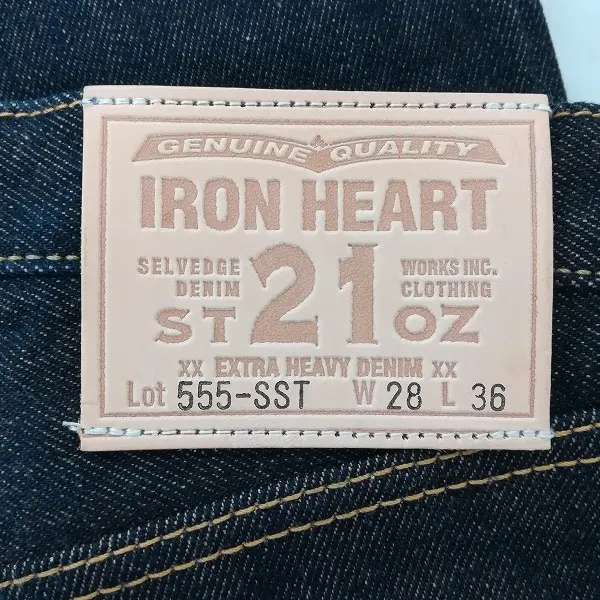 GENUINE QUALITY
IRON HEART
SELVEDGE DENIM
ST 21 OZ
WORKS INC. CLOTHING
XX EXTRA HEAVY DENIM XX
Lot 555-SST W 28 L 36